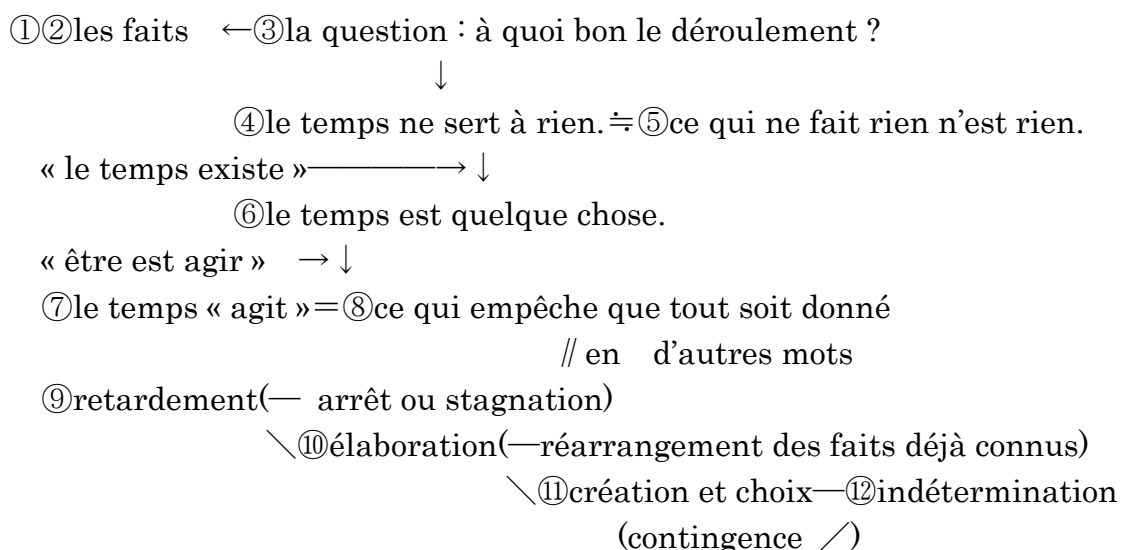 ①②les faits ←③la question : à quoi bon le déroulement ?
↓
④le temps ne sert à rien.≒⑤ce qui ne fait rien n'est rien.
« le temps existe »————→ ↓
⑥le temps est quelque chose.
« être est agir » →↓
⑦le temps « agit »＝⑧ce qui empêche que tout soit donné
∥en d'autres mots
⑨retardement(— arrêt ou stagnation)
＼⑩élaboration(—réarrangement des faits déjà connus)
＼⑪création et choix—⑫indétermination
(contingence ／)